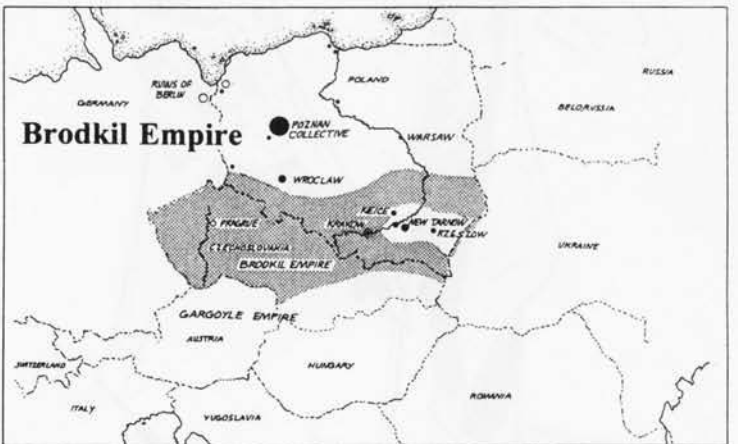 RUSSIA
POLAND
RUINS OF
BERLIN
GERMANY
BELORUSSIA
Brodkil Empire
POZNAN
COLLECTIVE
WARSAW
WROCLAW
KEICE
PRAGUE
KRAKOW
NEW TARNOW
RZESZOW
CZECHOSLOVAKIA
UKRAINE
BRODKIL EMPIRE
GARGOYLE EMPIRE
AUSTRIA
SWITZERLAND
HUNGARY
ROMANIA
ITALY
YUGOSLAVIA